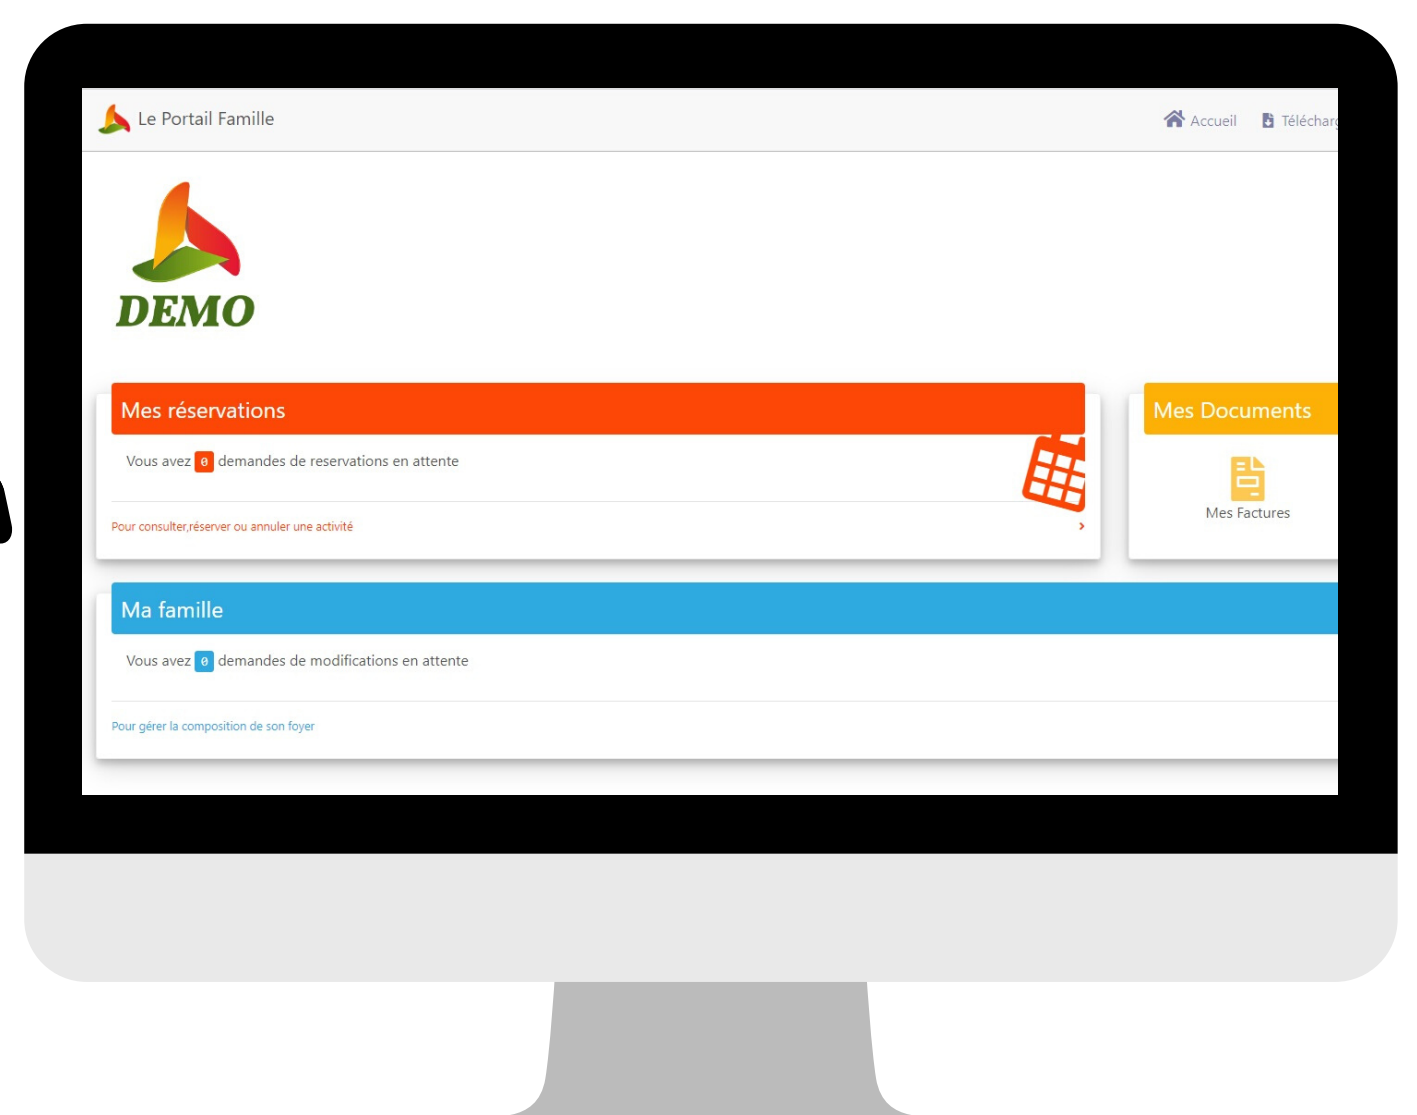 Le Portail Famille
Accueil
DEMO
Mes réservations
Vous avez 0 demandes de reservations en attente
Pour consulter,réserver ou annuler une activité
Mes Documents
Mes Factures
Ma famille
Vous avez 0 demandes de modifications en attente
Pour gérer la composition de son foyer